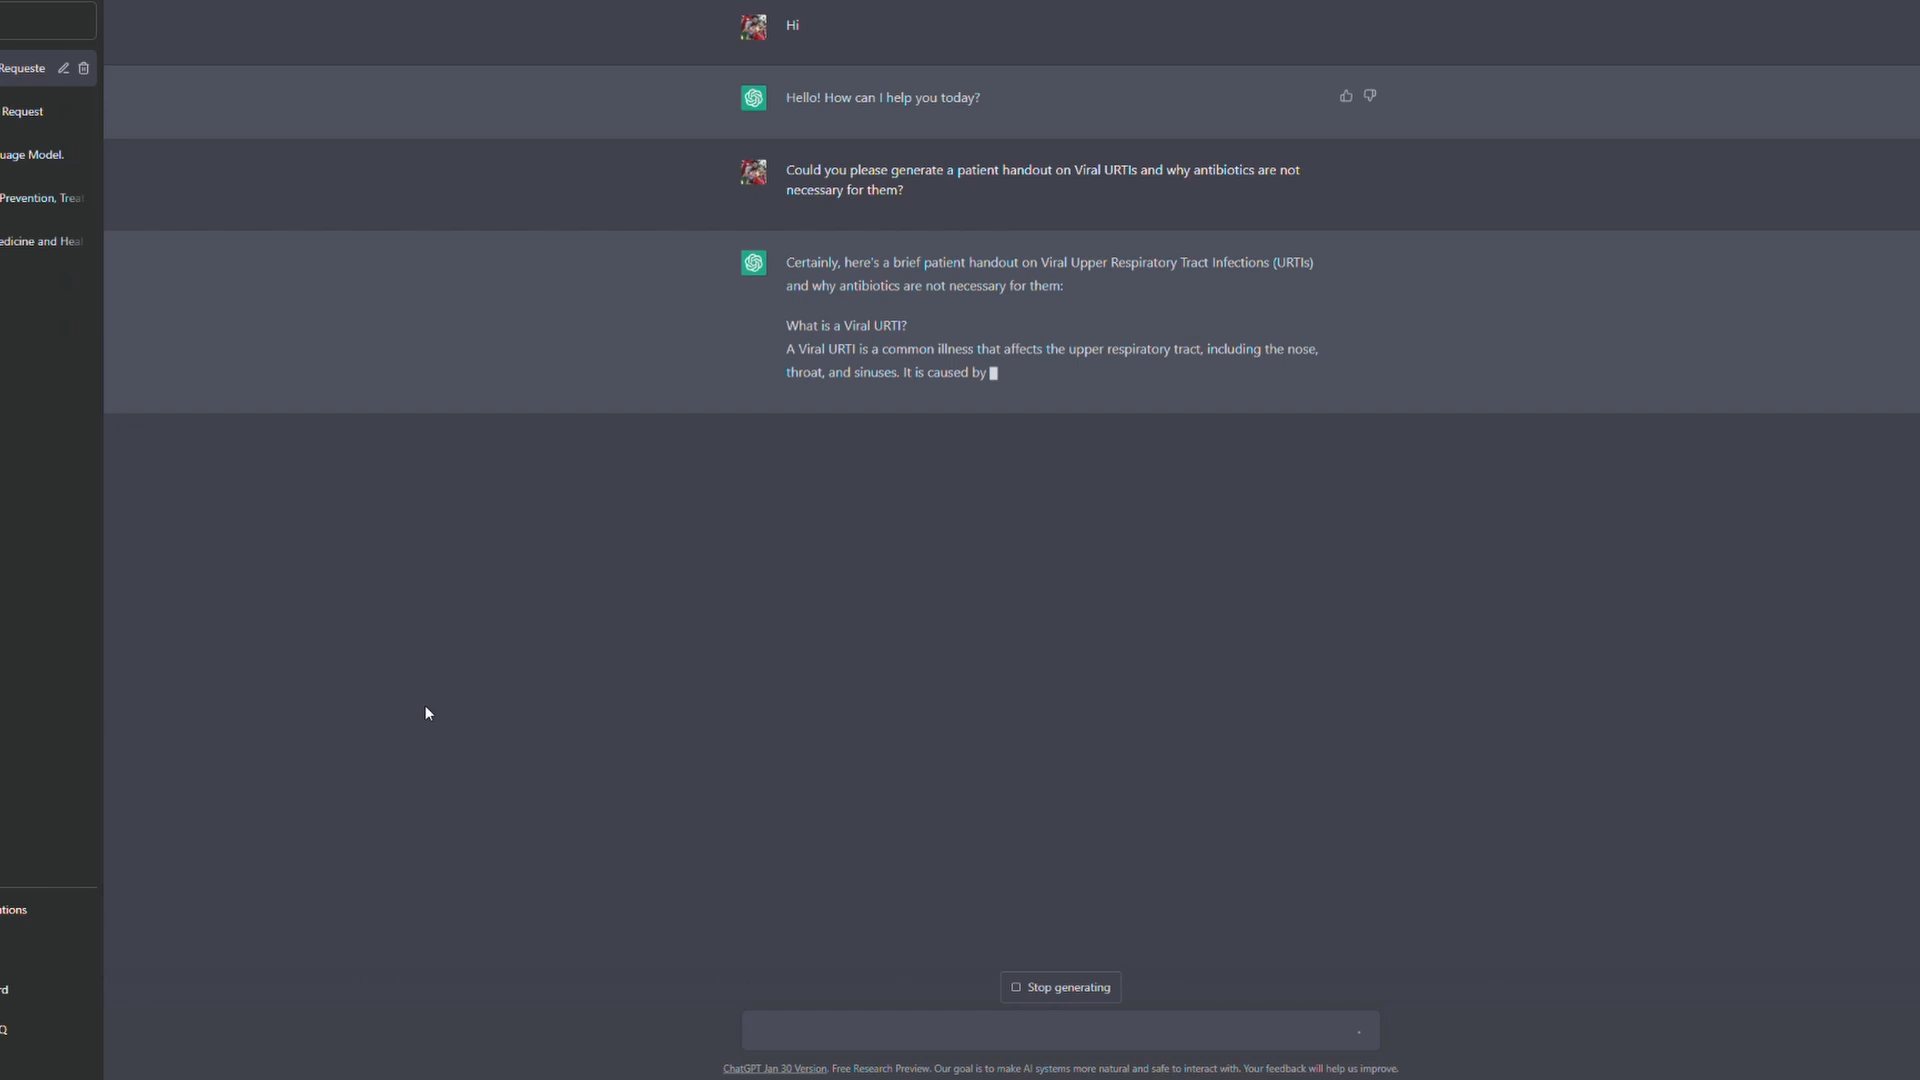 Hi
Requeste
Hello! How can I help you today?
Request
uage Model.
Could you please generate a patient handout on Viral URTIs and why antibiotics are not
necessary for them?
Prevention, Trea
edicine and Heal
Certainly, here's a brief patient handout on Viral Upper Respiratory Tract Infections (URTIs)
and why antibiotics are not necessary for them:
What is a Viral URTI?
A Viral URTI is a common illness that affects the upper respiratory tract, including the nose,
throat, and sinuses. It is caused by
tions
rd
Stop generating
Q
ChatGPT Jan 30 Version. Free Research Preview. Our goal is to make AI systems more natural and safe to interact with. Your feedback will help us improve.